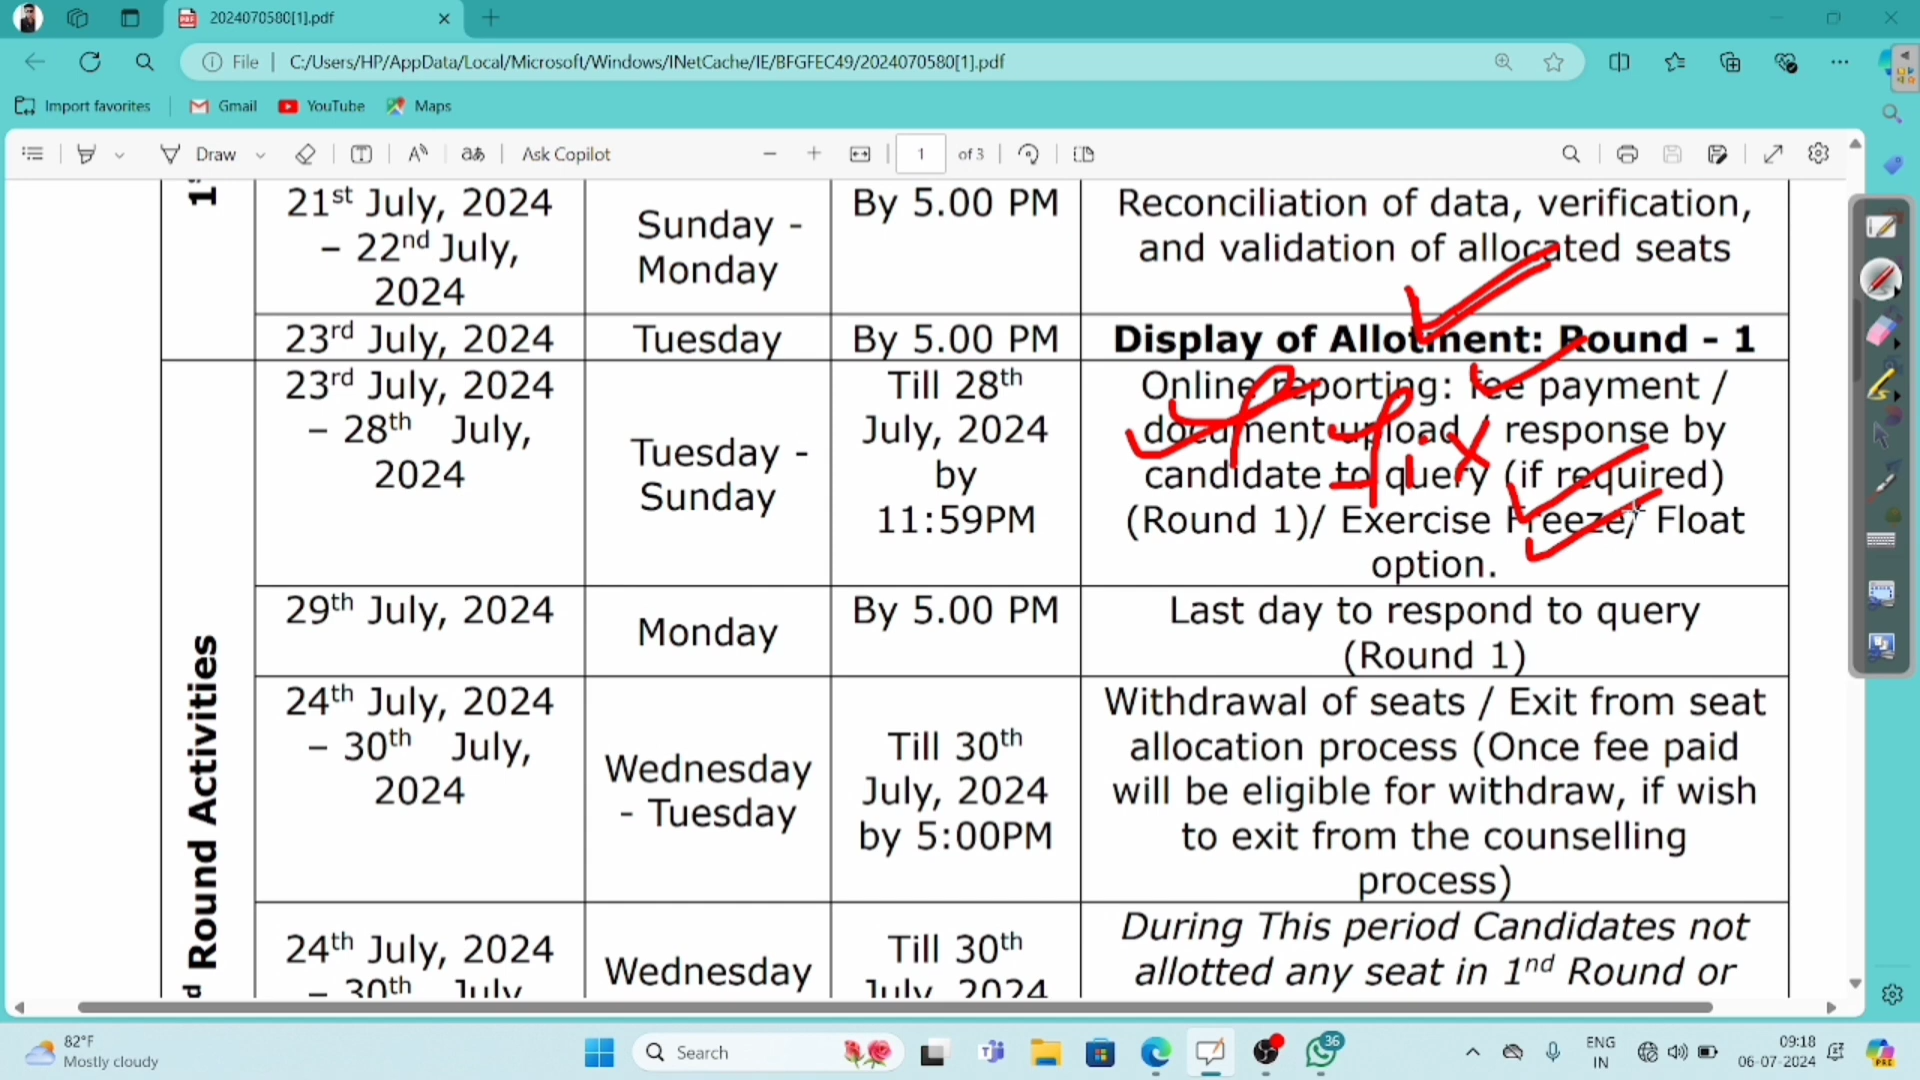 2024070580[1].pdf
File
C:/Users/HP/AppData/Local/Microsoft/Windows/INetCache/IE/BFGFEC49/2024070580[1].pdf
Import favorites
Gmail
YouTube
Maps
Draw
Ask Copilot
1 of 3
21st July, 2024
– 22nd July,
2024
Sunday -
Monday
By 5.00 PM
Reconciliation of data, verification,
and validation of allocated seats
23rd July, 2024
Tuesday
By 5.00 PM
Display of Allotment: Round - 1
23rd July, 2024
– 28th July,
2024
Tuesday -
Sunday
Till 28th
July, 2024
by
11:59PM
Online reporting: fee payment /
document upload / response by
candidate to query (if required)
(Round 1)/ Exercise Freeze/ Float
option.
fix
29th July, 2024
Monday
By 5.00 PM
Last day to respond to query
(Round 1)
Round Activities
24th July, 2024
– 30th July,
2024
Wednesday
- Tuesday
Till 30th
July, 2024
by 5:00PM
Withdrawal of seats / Exit from seat
allocation process (Once fee paid
will be eligible for withdraw, if wish
to exit from the counselling
process)
24th July, 2024
– 30th July,
Wednesday
Till 30th
July, 2024
During This period Candidates not
allotted any seat in 1nd Round or
82°F
Mostly cloudy
Search
36
ENG
IN
09:18
06-07-2024